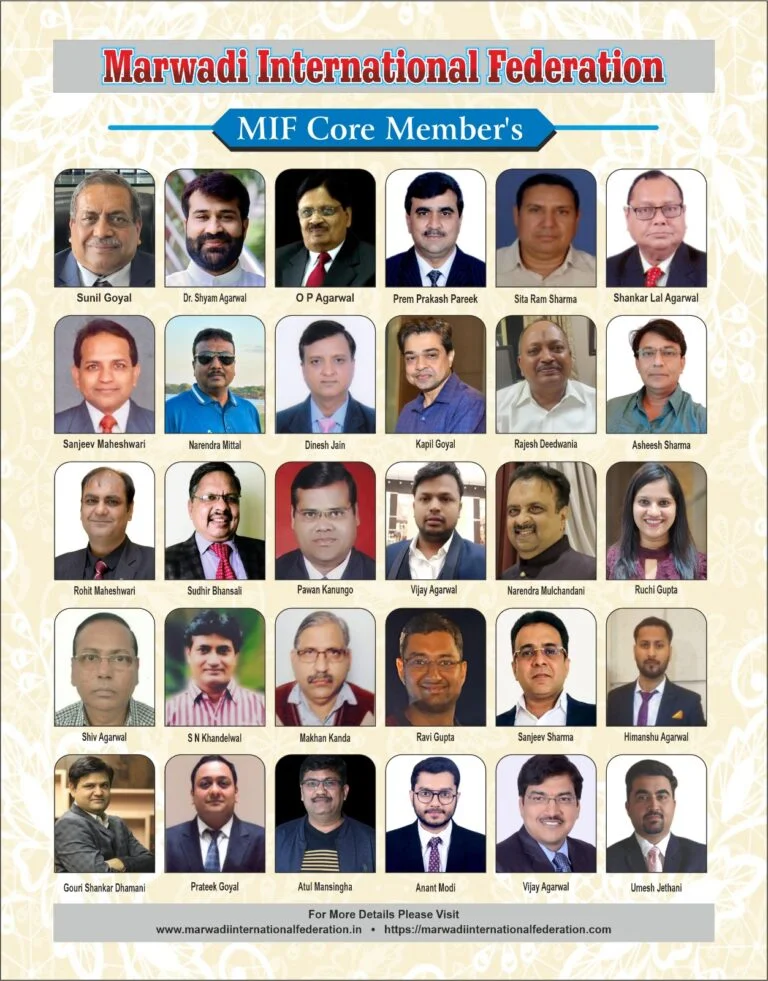 Marwadi International Federation
MIF Core Member's
Sunil Goyal
Dr. Shyam Agarwal
O P Agarwal
Prem Prakash Pareek
Sita Ram Sharma
Shankar Lal Agarwal
Sanjeev Maheshwari
Narendra Mittal
Dinesh Jain
Kapil Goyal
Rajesh Deedwania
Asheesh Sharma
Rohit Maheshwari
Sudhir Bhansali
Pawan Kanungo
Vijay Agarwal
Narendra Mulchandani
Ruchi Gupta
Shiv Agarwal
S N Khandelwal
Makhan Kanda
Ravi Gupta
Sanjeev Sharma
Himanshu Agarwal
Gouri Shankar Dhamani
Prateek Goyal
Atul Mansingha
Anant Modi
Vijay Agarwal
Umesh Jethani
For More Details Please Visit
www.marwadiinternationalfederation.in • https://marwadiinternationalfederation.com